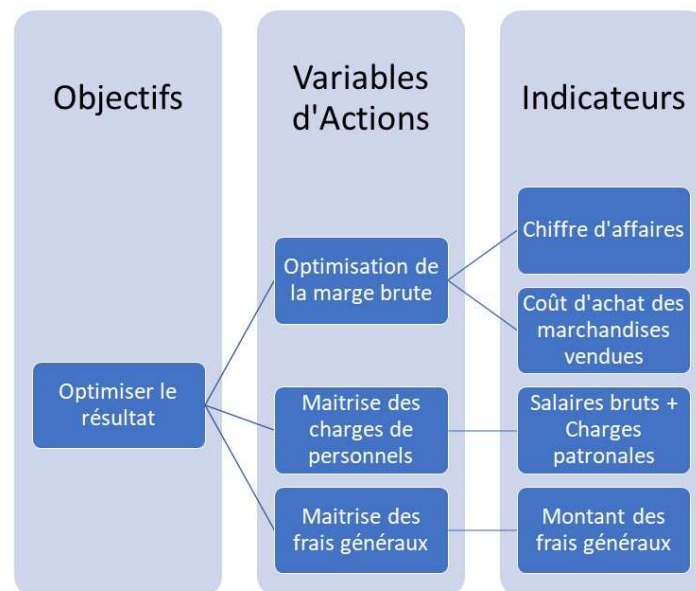 Objectifs
Variables
d'Actions
Indicateurs
Optimiser le
résultat
Optimisation de
la marge brute
Maitrise des
charges de
personnels
Maitrise des
frais généraux
Chiffre d'affaires
Coût d'achat des
marchandises
vendues
Salaires bruts +
Charges
patronales
Montant des
frais généraux